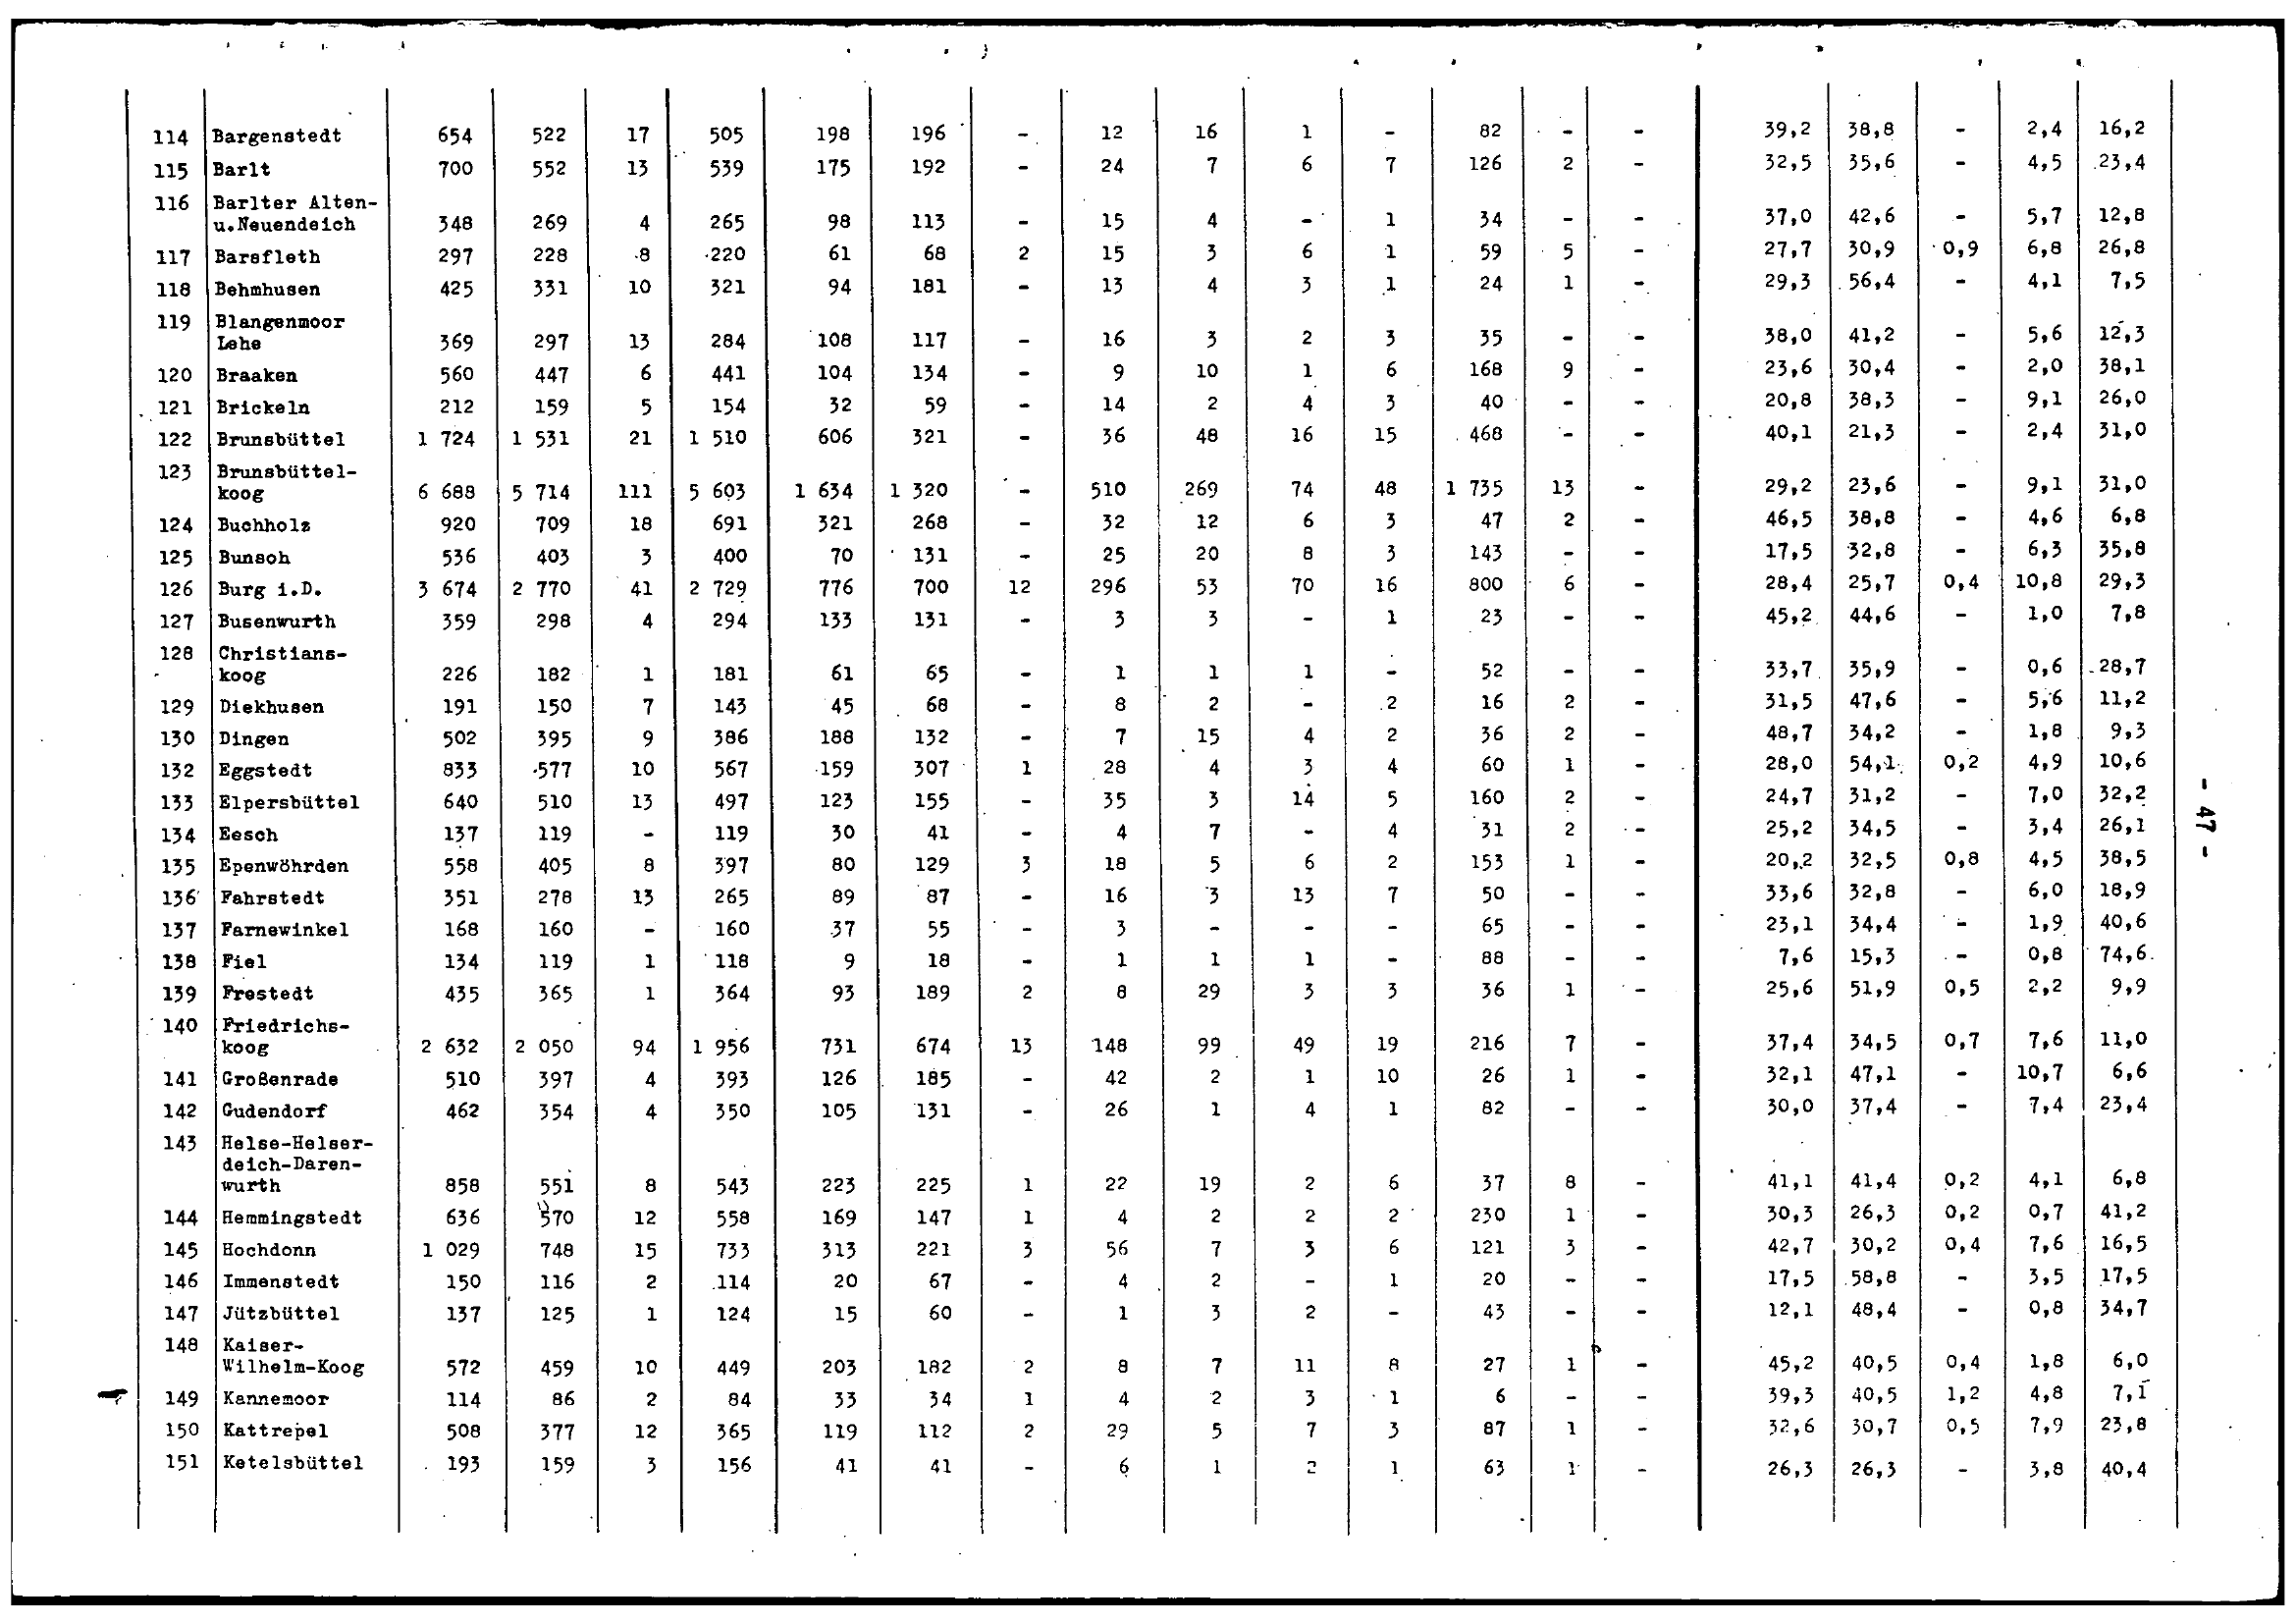 114 Bargenstedt 654 522 17 505 198 196 - 12 16 1 - 82 - - 39,2 38,8 - 2,4 16,2
115 Barlt 700 552 13 539 175 192 - 24 7 6 7 126 2 - 32,5 35,6 - 4,5 23,4
116 Barlter Alten-
u.Neuendeich 348 269 4 265 98 113 - 15 4 - 1 34 - - 37,0 42,6 - 5,7 12,8
117 Barsfleth 297 228 8 220 61 68 2 15 3 6 1 59 5 - 27,7 30,9 0,9 6,8 26,8
118 Behmhusen 425 331 10 321 94 181 - 13 4 3 1 24 1 - 29,3 56,4 - 4,1 7,5
119 Blangenmoor
Lehe 369 297 13 284 108 117 - 16 3 2 3 35 - - 38,0 41,2 - 5,6 12,3
120 Braaken 560 447 6 441 104 134 - 9 10 1 6 168 9 - 23,6 30,4 - 2,0 38,1
121 Brickeln 212 159 5 154 32 59 - 14 2 4 3 40 - - 20,8 38,3 - 9,1 26,0
122 Brunsbüttel 1 724 1 531 21 1 510 606 321 - 36 48 16 15 468 - - 40,1 21,3 - 2,4 31,0
123 Brunsbüttel-
koog 6 688 5 714 111 5 603 1 634 1 320 - 510 269 74 48 1 735 13 - 29,2 23,6 - 9,1 31,0
124 Buchholz 920 709 18 691 321 268 - 32 12 6 3 47 2 - 46,5 38,8 - 4,6 6,8
125 Bunsoh 536 403 3 400 70 131 - 25 20 8 3 143 - - 17,5 32,8 - 6,3 35,8
126 Burg i.D. 3 674 2 770 41 2 729 776 700 12 296 53 70 16 800 6 - 28,4 25,7 0,4 10,8 29,3
127 Busenwurth 359 298 4 294 133 131 - 3 3 - 1 23 - - 45,2 44,6 - 1,0 7,8
128 Christians-
koog 226 182 1 181 61 65 - 1 1 1 - 52 - - 33,7 35,9 - 0,6 28,7
129 Diekhusen 191 150 7 143 45 68 - 8 2 - 2 16 2 - 31,5 47,6 - 5,6 11,2
130 Dingen 502 395 9 386 188 132 - 7 15 4 2 36 2 - 48,7 34,2 - 1,8 9,3
132 Eggstedt 833 577 10 567 159 307 1 28 4 3 4 60 1 - 28,0 54,1 0,2 4,9 10,6
133 Elpersbüttel 640 510 13 497 123 155 - 35 3 14 5 160 2 - 24,7 31,2 - 7,0 32,2
134 Eesch 137 119 - 119 30 41 - 4 7 - 4 31 2 - 25,2 34,5 - 3,4 26,1
135 Epenwöhrden 558 405 8 397 80 129 3 18 5 6 2 153 1 - 20,2 32,5 0,8 4,5 38,5
136 Fahrstedt 351 278 13 265 89 87 - 16 3 13 7 50 - - 33,6 32,8 - 6,0 18,9
137 Farnewinkel 168 160 - 160 37 55 - 3 - - - 65 - - 23,1 34,4 - 1,9 40,6
138 Fiel 134 119 1 118 9 18 - 1 1 1 - 88 - - 7,6 15,3 - 0,8 74,6
139 Frestedt 435 365 1 364 93 189 2 8 29 3 3 36 1 - 25,6 51,9 0,5 2,2 9,9
140 Friedrichs-
koog 2 632 2 050 94 1 956 731 674 13 148 99 49 19 216 7 - 37,4 34,5 0,7 7,6 11,0
141 Großenrade 510 397 4 393 126 185 - 42 2 1 10 26 1 - 32,1 47,1 - 10,7 6,6
142 Gudendorf 462 354 4 350 105 131 - 26 1 4 1 82 - - 30,0 37,4 - 7,4 23,4
143 Helse-Helser-
deich-Daren-
wurth 858 551 8 543 223 225 1 22 19 2 6 37 8 - 41,1 41,4 0,2 4,1 6,8
144 Hemmingstedt 636 570 12 558 169 147 1 4 2 2 2 230 1 - 30,3 26,3 0,2 0,7 41,2
145 Hochdonn 1 029 748 15 733 313 221 3 56 7 3 6 121 3 - 42,7 30,2 0,4 7,6 16,5
146 Immenstedt 150 116 2 114 20 67 - 4 2 - 1 20 - - 17,5 58,8 - 3,5 17,5
147 Jützbüttel 137 125 1 124 15 60 - 1 3 2 - 43 - - 12,1 48,4 - 0,8 34,7
148 Kaiser-
Wilhelm-Koog 572 459 10 449 203 182 2 8 7 11 8 27 1 - 45,2 40,5 0,4 1,8 6,0
149 Kannemoor 114 86 2 84 33 34 1 4 2 3 1 6 - - 39,3 40,5 1,2 4,8 7,1
150 Kattrepel 508 377 12 365 119 112 2 29 5 7 3 87 1 - 32,6 30,7 0,5 7,9 23,8
151 Ketelsbüttel 193 159 3 156 41 41 - 6 1 2 1 63 1 - 26,3 26,3 - 3,8 40,4
- 47 -